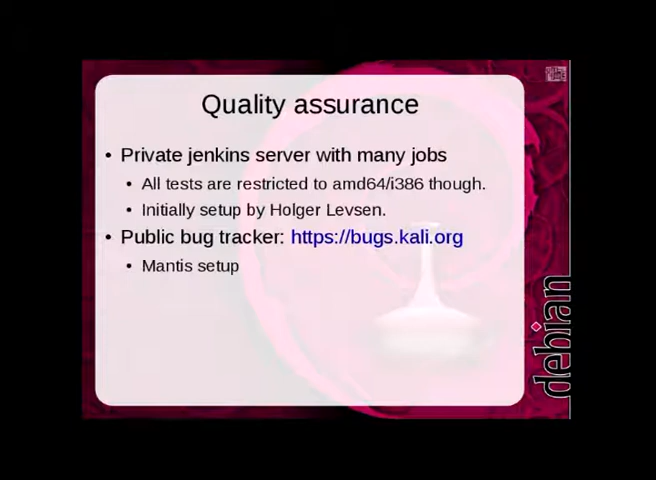 Quality assurance
• Private jenkins server with many jobs
• All tests are restricted to amd64/i386 though.
• Initially setup by Holger Levsen.
• Public bug tracker: https://bugs.kali.org
• Mantis setup
debian